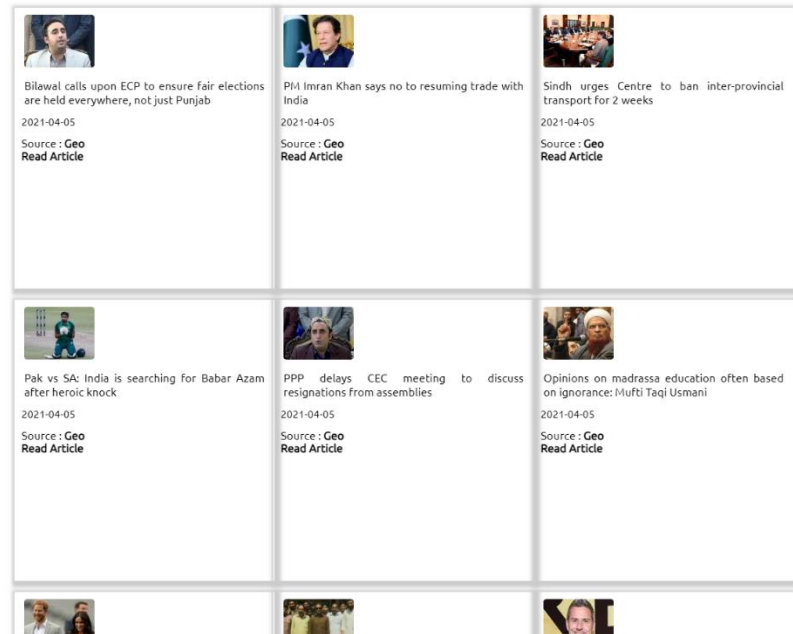 Bilawal calls upon ECP to ensure fair elections
are held everywhere, not just Punjab
2021-04-05
Source : Geo
Read Article
PM Imran Khan says no to resuming trade with
India
2021-04-05
Source : Geo
Read Article
Sindh urges Centre to ban inter-provincial
transport for 2 weeks
2021-04-05
Source : Geo
Read Article
Pak vs SA: India is searching for Babar Azam
after heroic knock
2021-04-05
Source : Geo
Read Article
PPP delays CEC meeting to discuss
resignations from assemblies
2021-04-05
Source : Geo
Read Article
Opinions on madrassa education often based
on ignorance: Mufti Taqi Usmani
2021-04-05
Source : Geo
Read Article